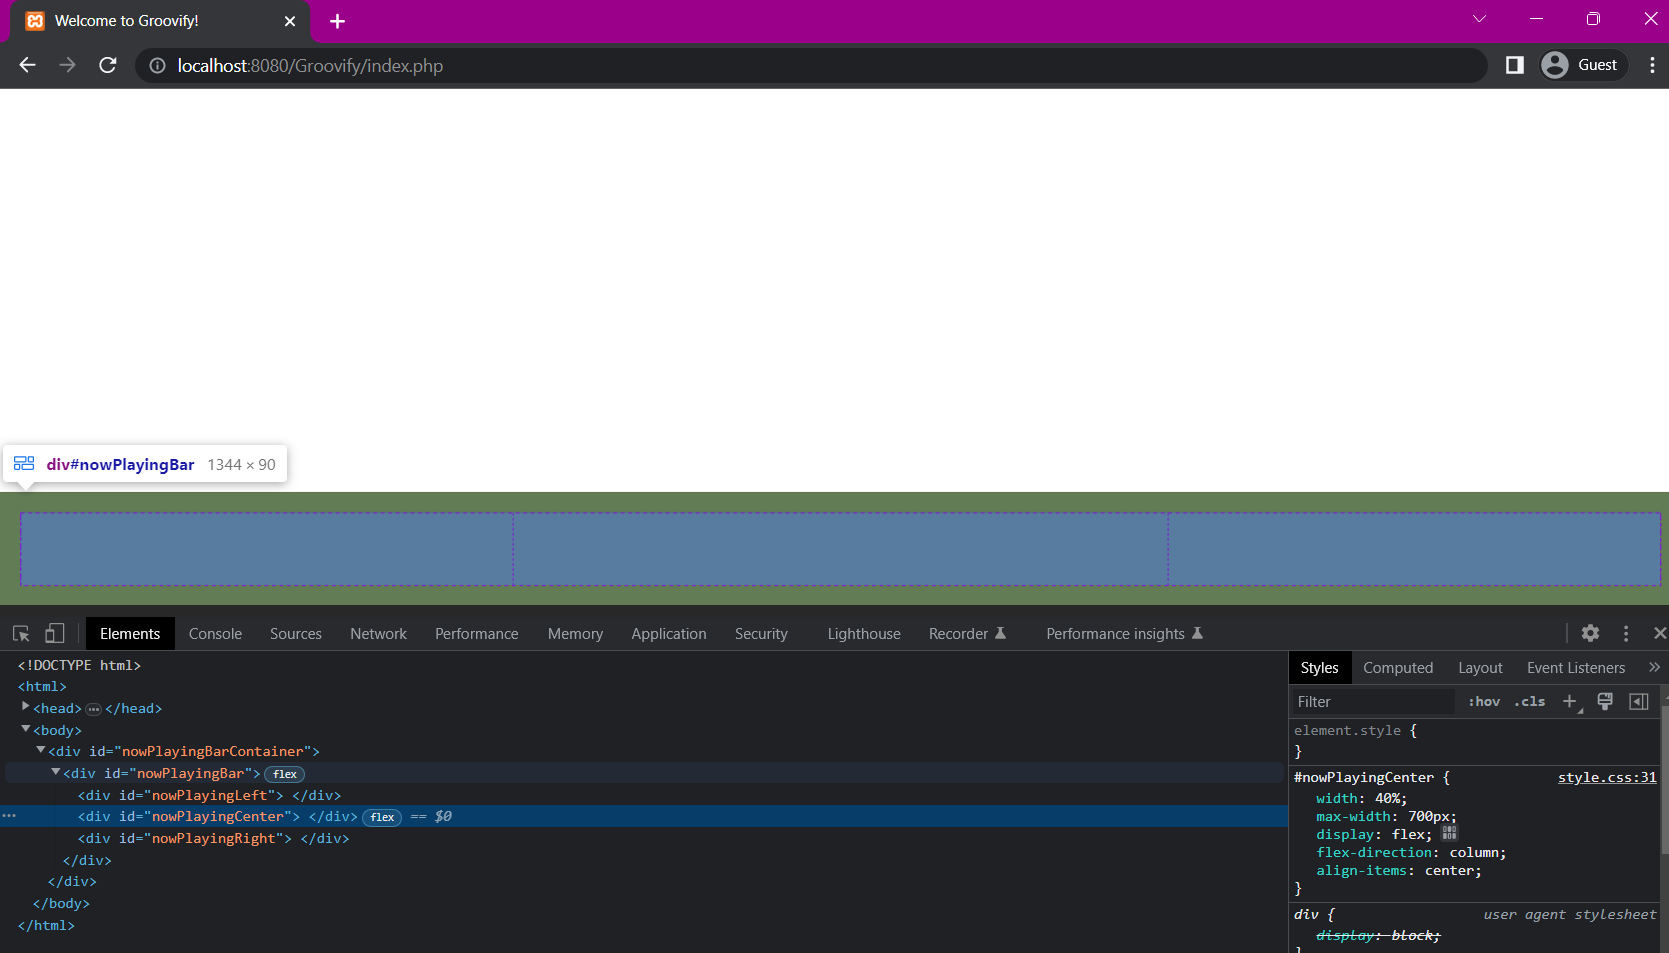 Welcome to Groovify!
localhost:8080/Groovify/index.php
Guest
div#nowPlayingBar 1344 × 90
Elements Console Sources Network Performance Memory Application Security Lighthouse Recorder Performance insights
<!DOCTYPE html>
<html>
<head> … </head>
<body>
<div id="nowPlayingBarContainer">
<div id="nowPlayingBar"> flex
<div id="nowPlayingLeft"> </div>
<div id="nowPlayingCenter"> </div> flex == $0
<div id="nowPlayingRight"> </div>
</div>
</div>
</body>
</html>
Styles Computed Layout Event Listeners »
Filter :hov .cls
element.style {
}
#nowPlayingCenter { style.css:31
width: 40%;
max-width: 700px;
display: flex;
flex-direction: column;
align-items: center;
}
div { user agent stylesheet
display: block;